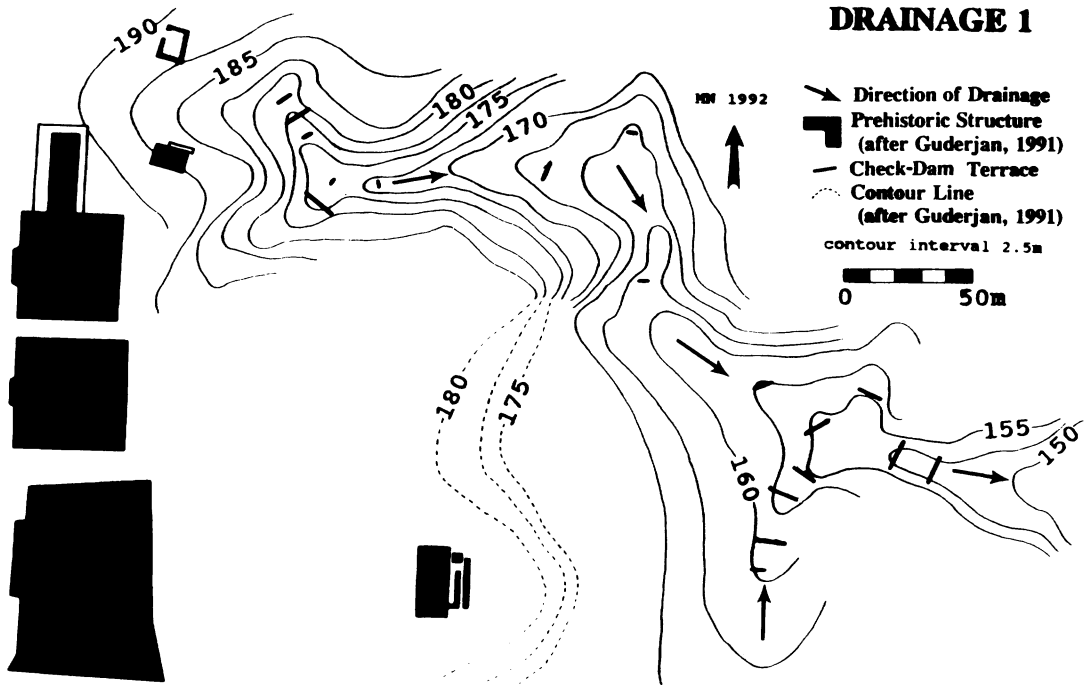 DRAINAGE 1
190
185
180
175
170
MN 1992
Direction of Drainage
Prehistoric Structure
(after Guderjan, 1991)
Check-Dam Terrace
Contour Line
(after Guderjan, 1991)
contour interval 2.5m
0 50m
180
175
160
155
150